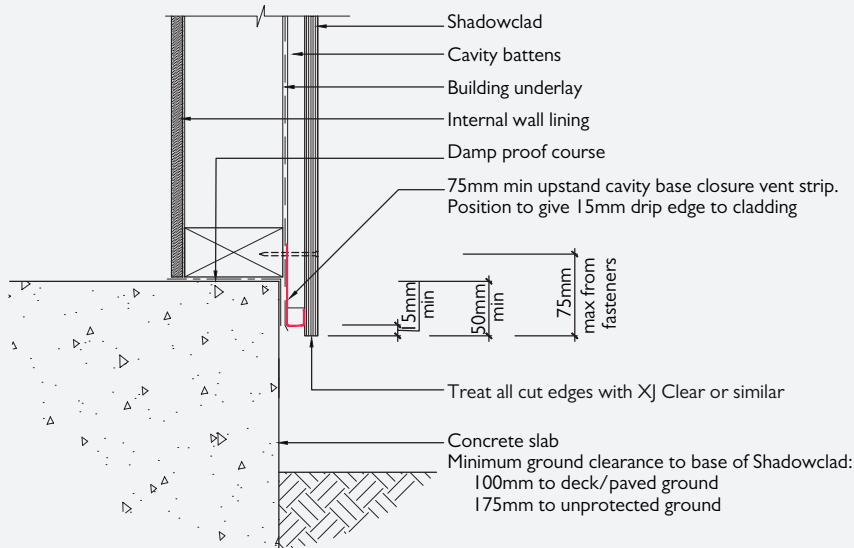 Shadowclad
Cavity battens
Building underlay
Internal wall lining
Damp proof course
75mm min upstand cavity base closure vent strip.
Position to give 15mm drip edge to cladding
15mm
min
50mm
min
75mm
max from
fasteners
Treat all cut edges with XJ Clear or similar
Concrete slab
Minimum ground clearance to base of Shadowclad:
100mm to deck/paved ground
175mm to unprotected ground